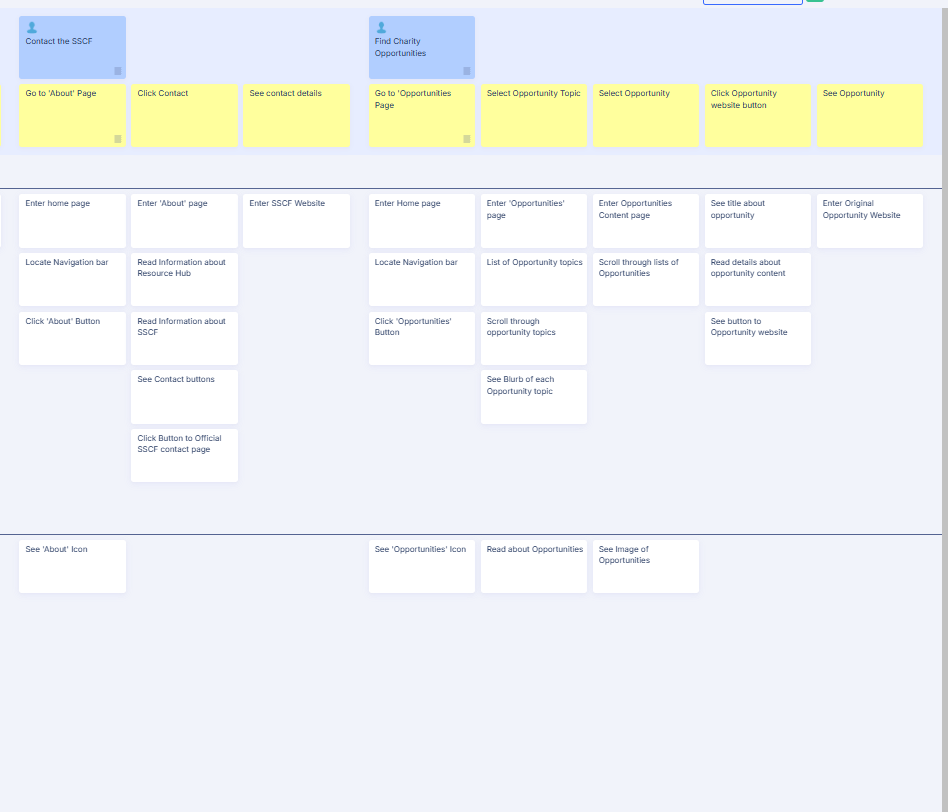 Contact the SSCF
Find Charity
Opportunities
Go to 'About' Page
Click Contact
See contact details
Go to 'Opportunities
Page
Select Opportunity Topic
Select Opportunity
Click Opportunity
website button
See Opportunity
Enter home page
Enter 'About' page
Enter SSCF Website
Enter Home page
Enter 'Opportunities'
page
Enter Opportunities
Content page
See title about
opportunity
Enter Original
Opportunity Website
Locate Navigation bar
Read Information about
Resource Hub
Locate Navigation bar
List of Opportunity topics
Scroll through lists of
Opportunities
Read details about
opportunity content
Click 'About' Button
Read Information about
SSCF
Click 'Opportunities'
Button
Scroll through
opportunity topics
See button to
Opportunity website
See Contact buttons
See Blurb of each
Opportunity topic
Click Button to Official
SSCF contact page
See 'About' Icon
See 'Opportunities' Icon
Read about Opportunities
See Image of
Opportunities